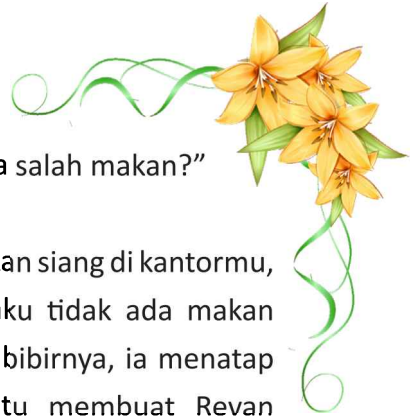 a salah makan?”
an siang di kantormu,
ku tidak ada makan
bibirnya, ia menatap
tu membuat Revan